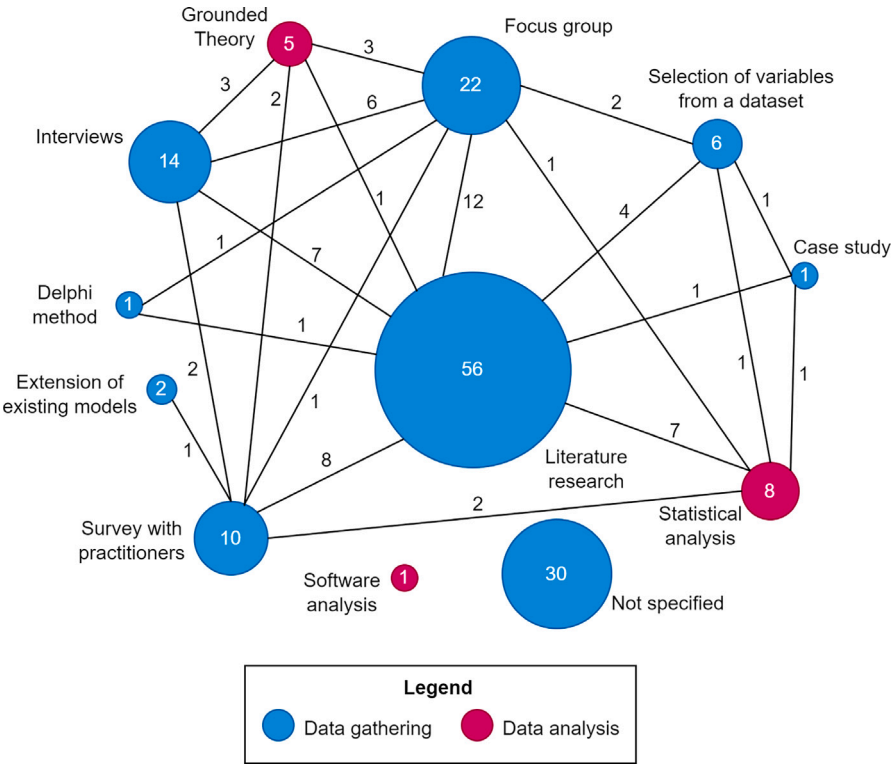 Grounded
Theory
5
3
Focus group
22
Selection of variables
from a dataset
6
3
2
6
2
Interviews
14
1
12
1
4
1
1
7
Case study
1
Delphi
method
1
1
1
56
Extension of
existing models
2
2
1
1
1
1
8
7
Literature
research
Survey with
practitioners
10
2
8
Statistical
analysis
Software
analysis
1
30
Not specified
Legend
Data gathering
Data analysis